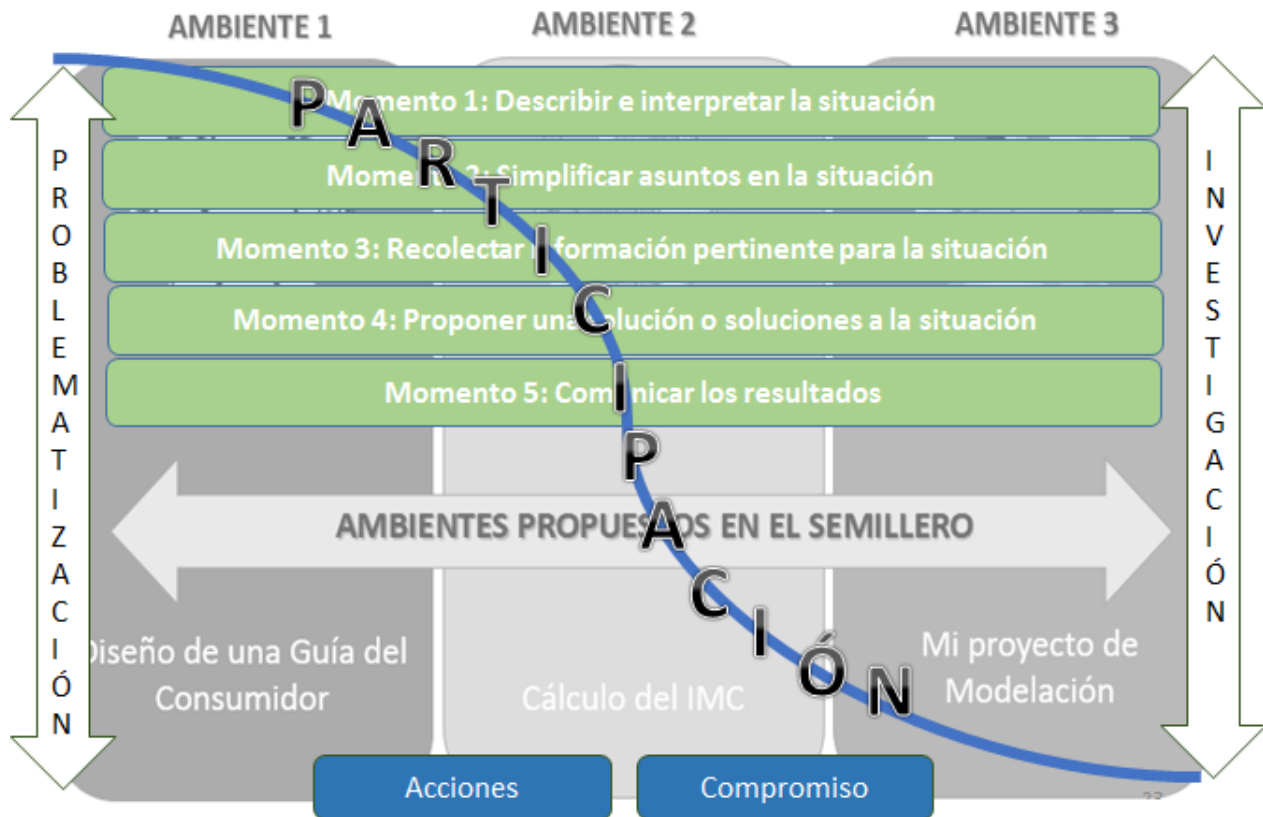 AMBIENTE 1
AMBIENTE 2
AMBIENTE 3
Momento 1: Describir e interpretar la situación
Momento 2: Simplificar asuntos en la situación
Momento 3: Recolectar información pertinente para la situación
Momento 4: Proponer una solución o soluciones a la situación
Momento 5: Comunicar los resultados
PROBLEMATIZACIÓN
PARTICIPACIÓN
INVESTIGACIÓN
AMBIENTES PROPUESTOS EN EL SEMILLERO
Diseño de una Guía del
Consumidor
Cálculo del IMC
Mi proyecto de
Modelación
Acciones
Compromiso
23